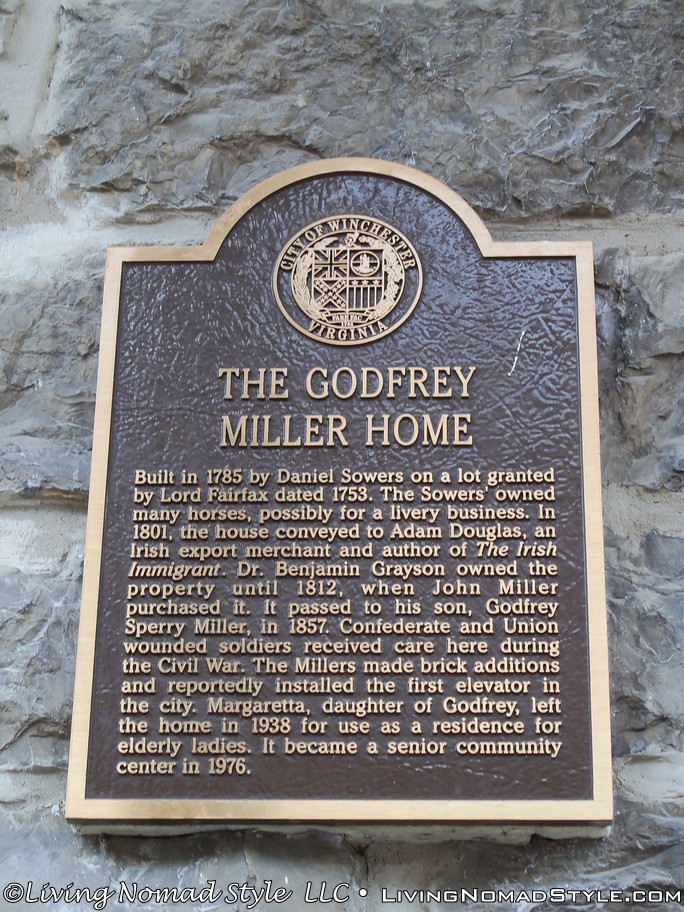 CITY OF WINCHESTER
VIRGINIA
THE GODFREY
MILLER HOME
Built in 1785 by Daniel Sowers on a lot granted
by Lord Fairfax dated 1753. The Sowers' owned
many horses, possibly for a livery business. In
1801, the house conveyed to Adam Douglas, an
Irish export merchant and author of The Irish
Immigrant. Dr. Benjamin Grayson owned the
property until 1812, when John Miller
purchased it. It passed to his son, Godfrey
Sperry Miller, in 1857. Confederate and Union
wounded soldiers received care here during
the Civil War. The Millers made brick additions
and reportedly installed the first elevator in
the city. Margaretta, daughter of Godfrey, left
the home in 1938 for use as a residence for
elderly ladies. It became a senior community
center in 1976.
©Living Nomad Style LLC • LivingNomadStyle.com